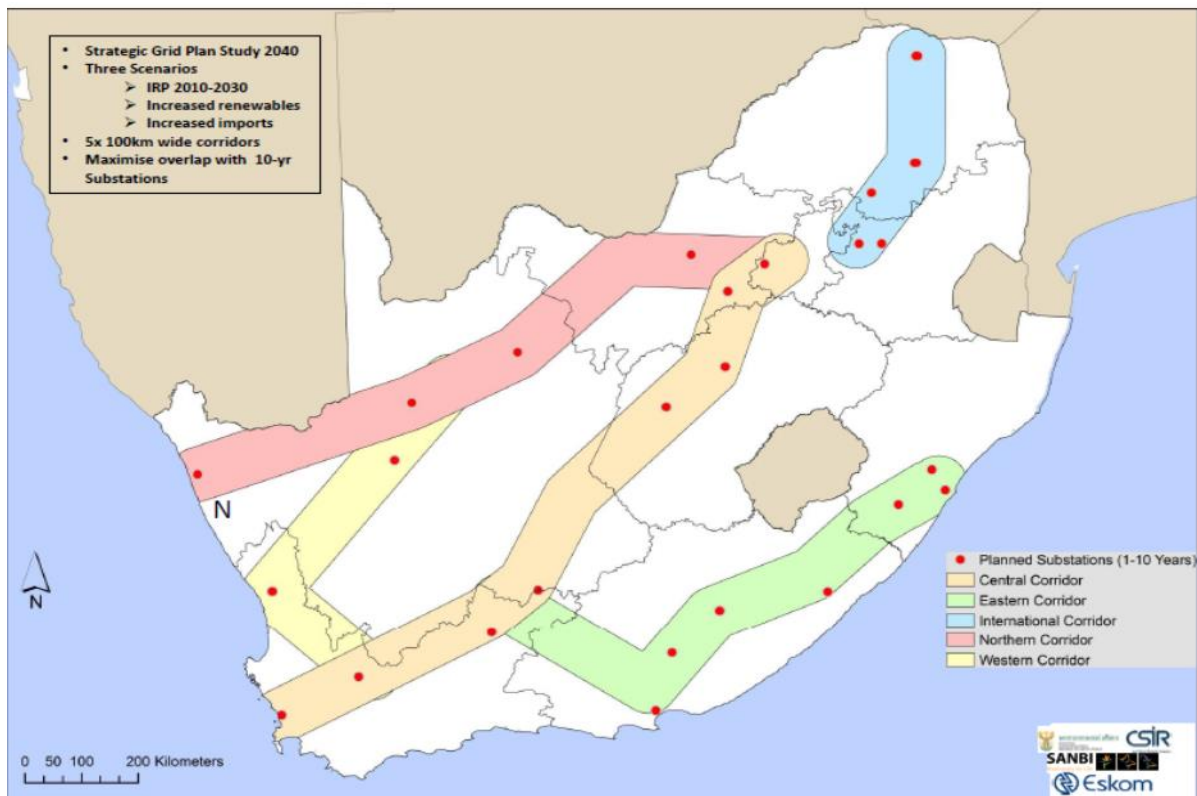 • Strategic Grid Plan Study 2040
• Three Scenarios
➢ IRP 2010-2030
➢ Increased renewables
➢ Increased imports
• 5x 100km wide corridors
• Maximise overlap with 10-yr
Substations
N
N
0 50 100 200 Kilometers
Planned Substations (1-10 Years)
Central Corridor
Eastern Corridor
International Corridor
Northern Corridor
Western Corridor
environmental affairs
CSIR
SANBI
Eskom